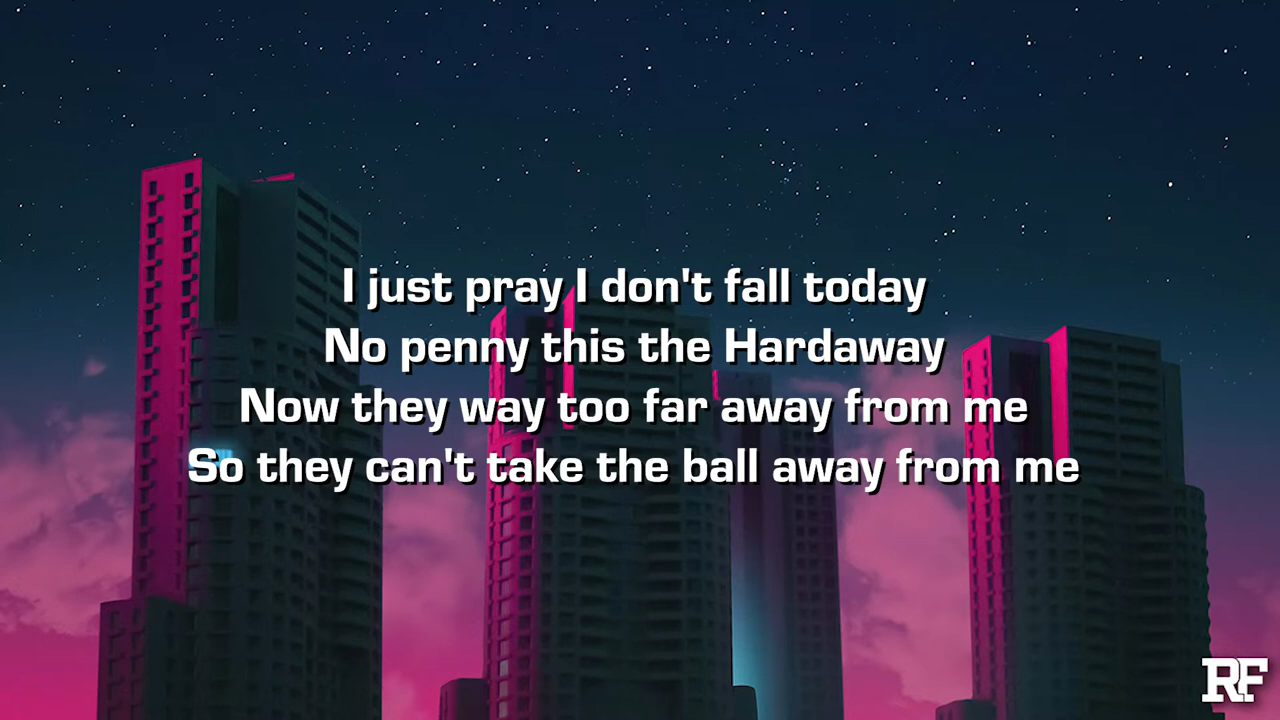 I just pray I don't fall today
No penny this the Hardaway
Now they way too far away from me
So they can't take the ball away from me
RF